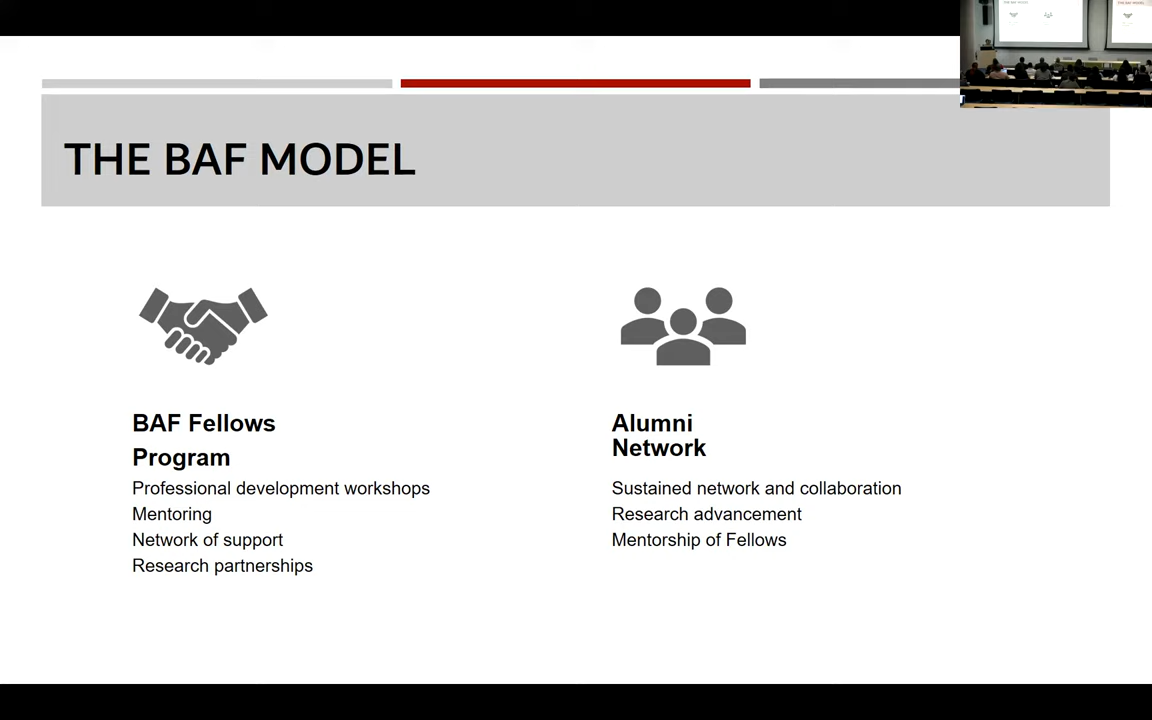 THE BAF MODEL
BAF Fellows
Program
Professional development workshops
Mentoring
Network of support
Research partnerships
Alumni
Network
Sustained network and collaboration
Research advancement
Mentorship of Fellows